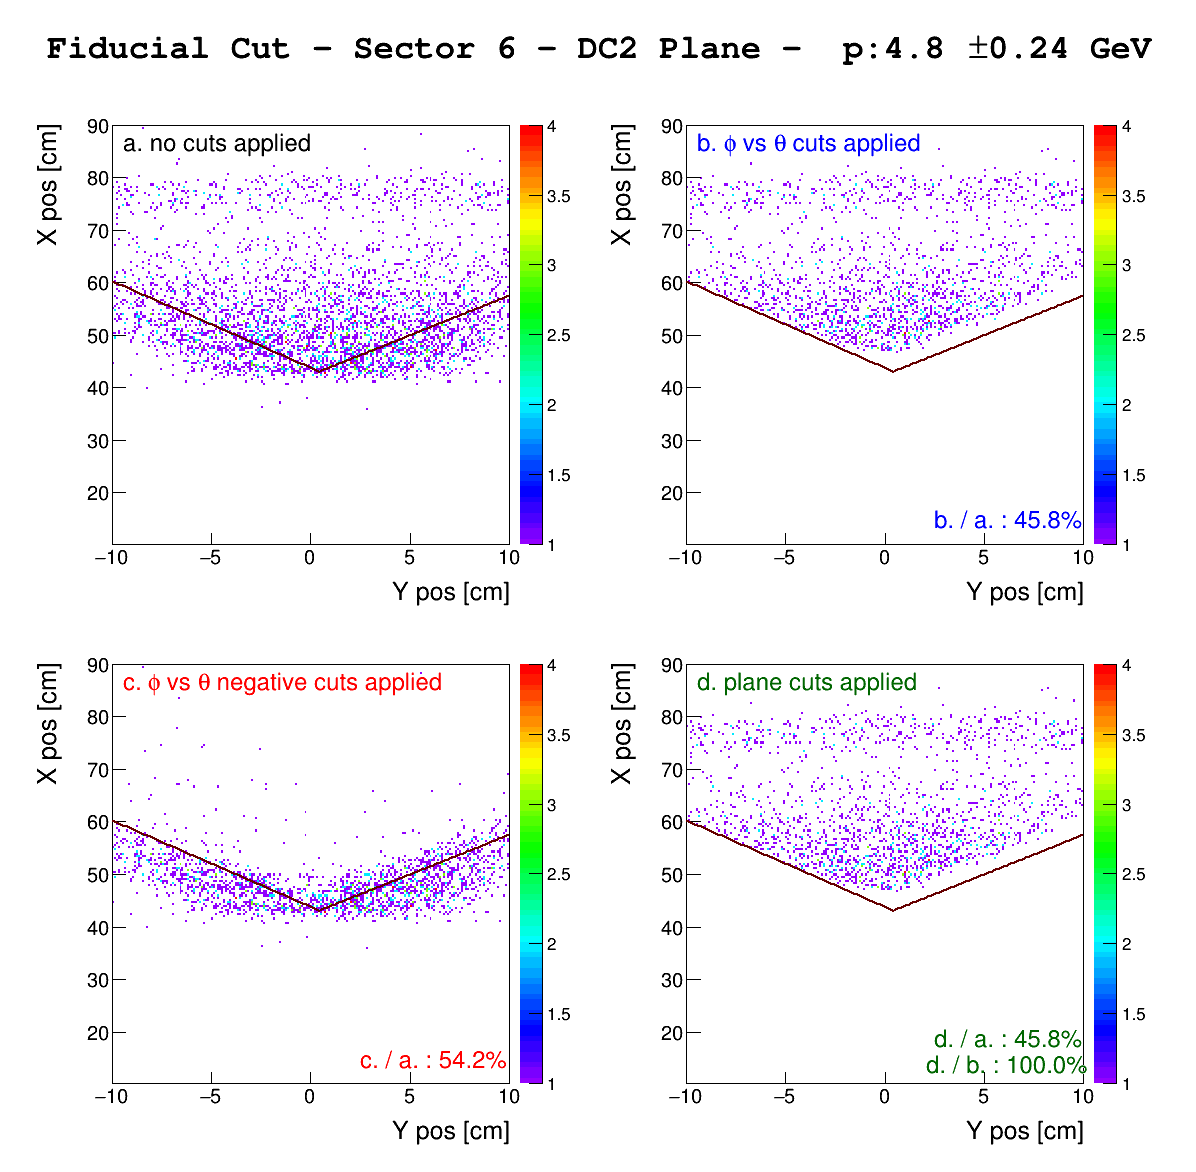 Fiducial Cut – Sector 6 – DC2 Plane – p:4.8 ±0.24 GeV
a. no cuts applied
X pos [cm]
90
80
70
60
50
40
30
20
−10 −5 0 5 10
Y pos [cm]
4
3.5
3
2.5
2
1.5
1
b. ϕ vs θ cuts applied
X pos [cm]
90
80
70
60
50
40
30
20
b. / a. : 45.8%
−10 −5 0 5 10
Y pos [cm]
4
3.5
3
2.5
2
1.5
1
c. ϕ vs θ negative cuts applied
X pos [cm]
90
80
70
60
50
40
30
20
c. / a. : 54.2%
−10 −5 0 5 10
Y pos [cm]
4
3.5
3
2.5
2
1.5
1
d. plane cuts applied
X pos [cm]
90
80
70
60
50
40
30
20
d. / a. : 45.8%
d. / b. : 100.0%
−10 −5 0 5 10
Y pos [cm]
4
3.5
3
2.5
2
1.5
1